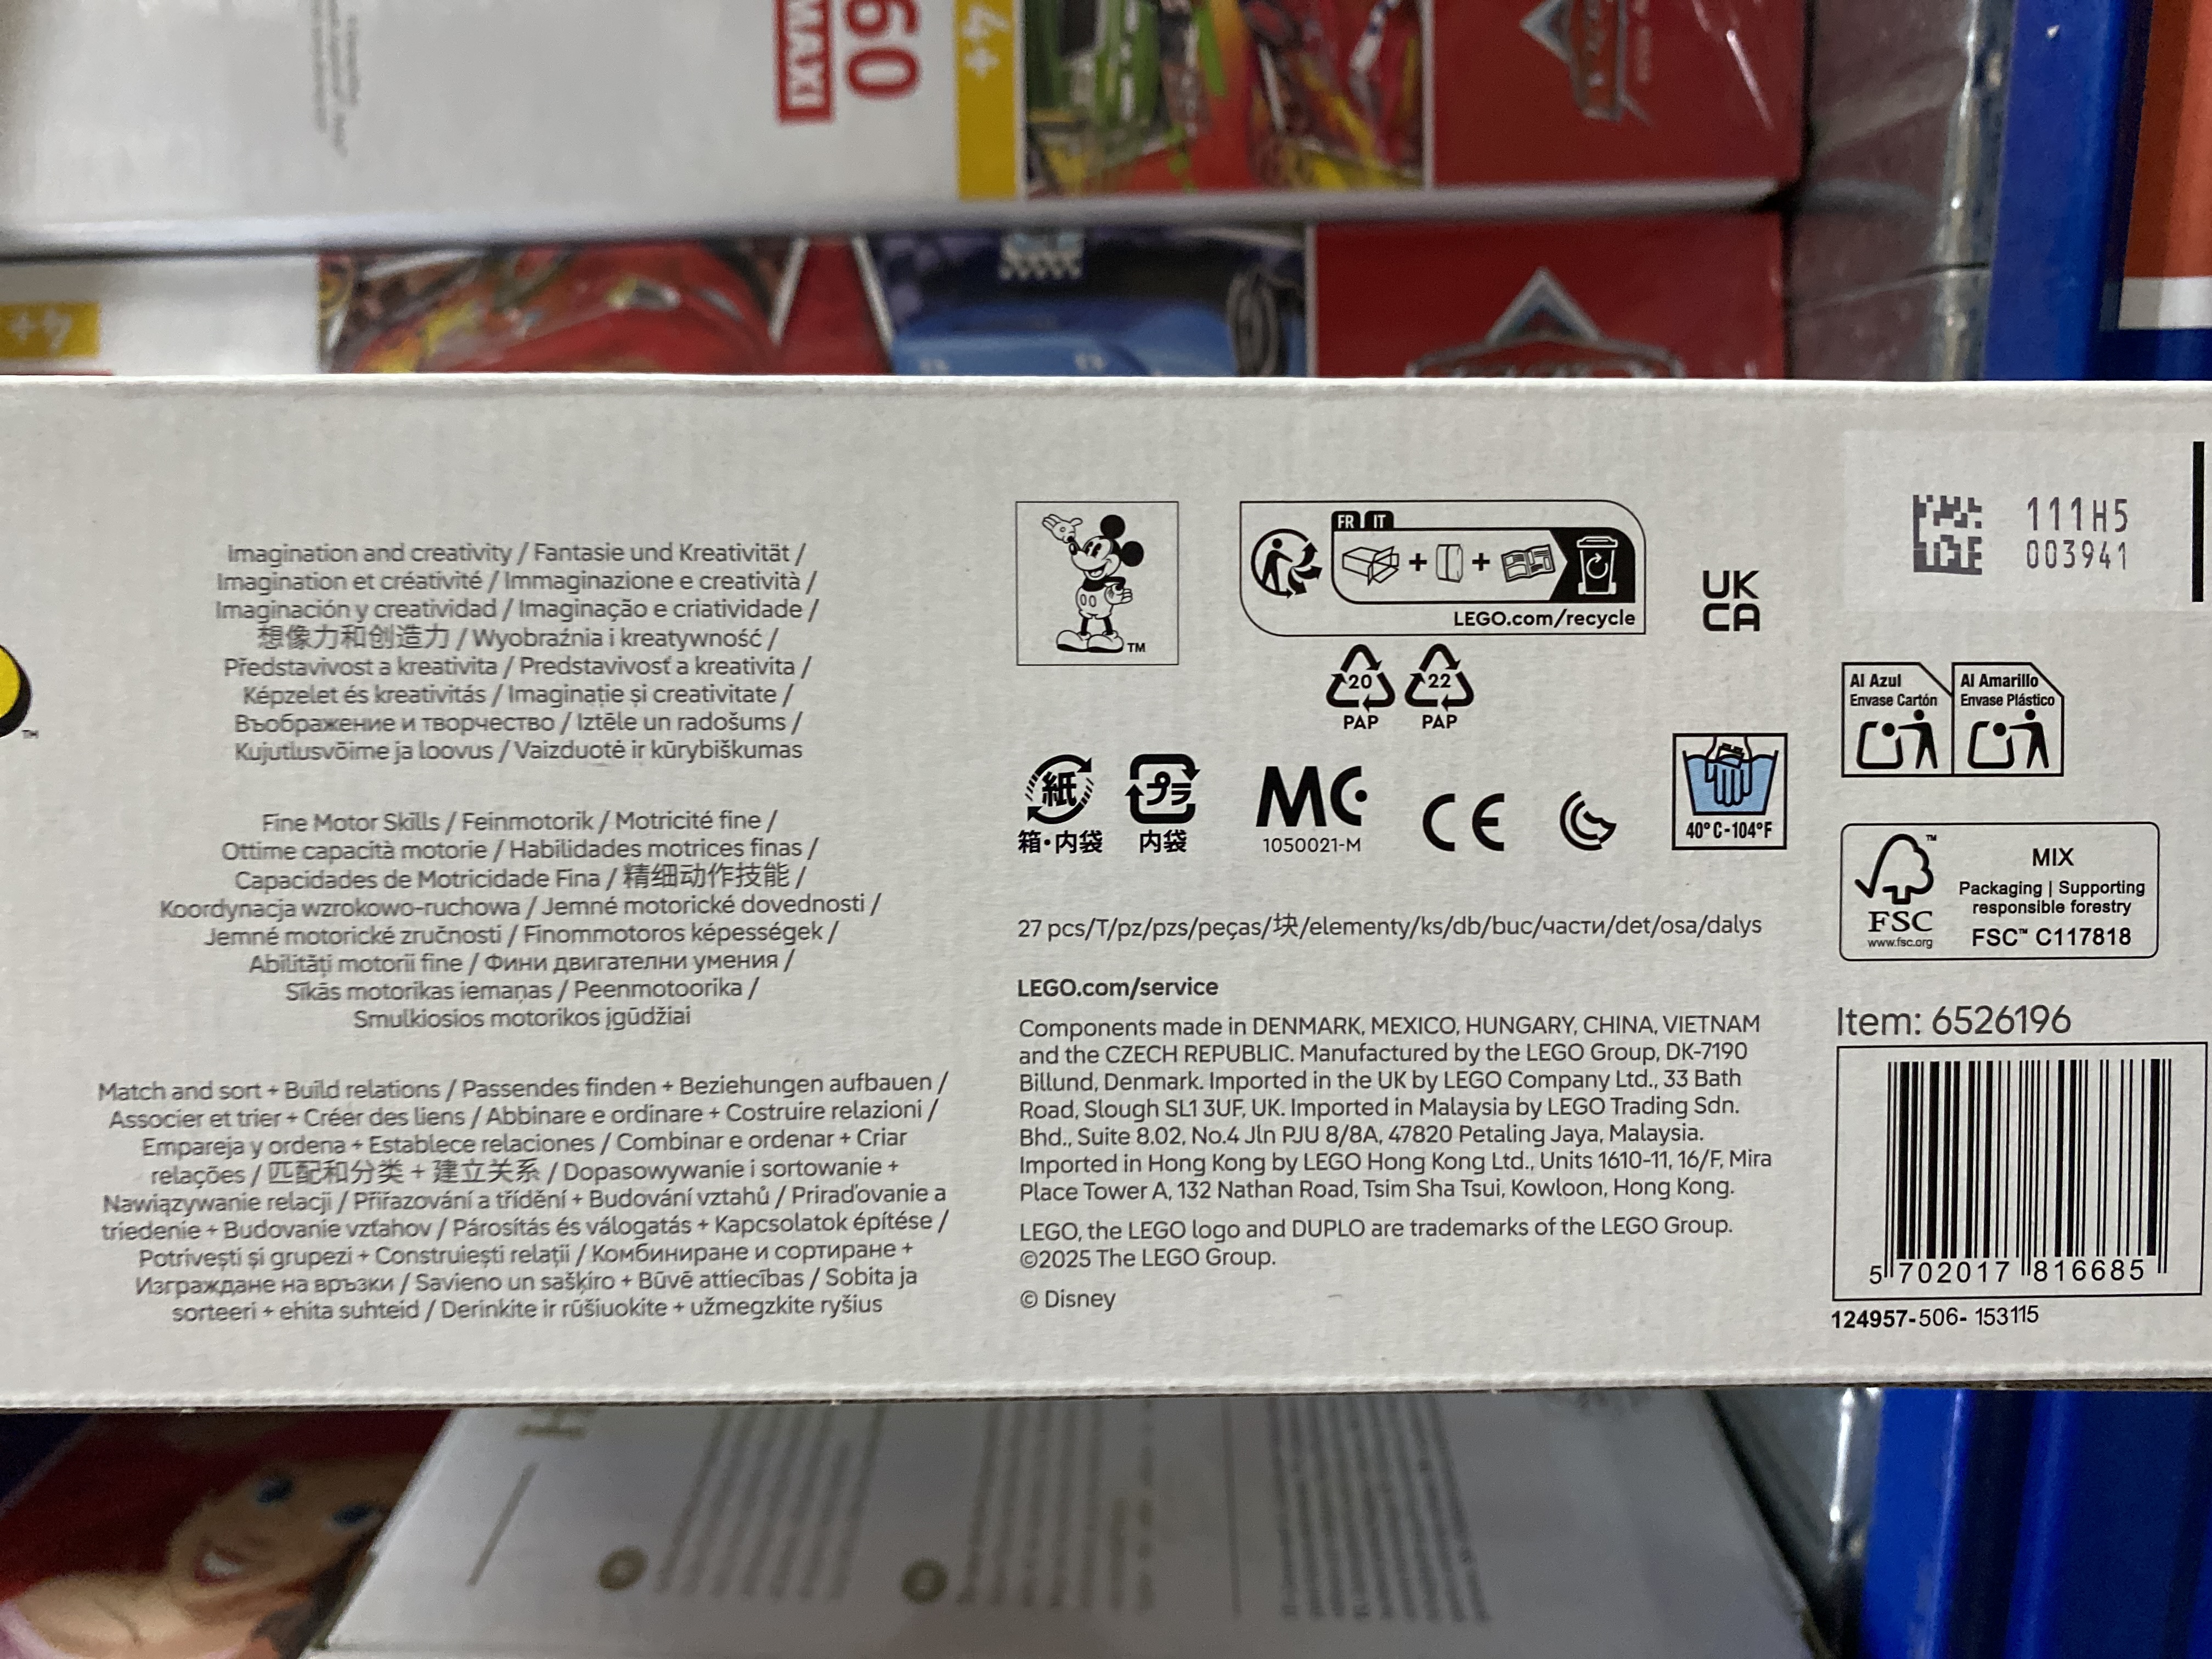 60
MAXI
4+
4+
Imagination and creativity / Fantasie und Kreativität /
Imagination et créativité / Immaginazione e creatività /
Imaginación y creatividad / Imaginação e criatividade /
想像力和创造力 / Wyobraźnia i kreatywność /
Představivost a kreativita / Predstavivosť a kreativita /
Képzelet és kreativitás / Imaginație și creativitate /
Въображение и творчество / Iztēle un radošums /
Kujutlusvõime ja loovus / Vaizduotė ir kūrybiškumas
Fine Motor Skills / Feinmotorik / Motricité fine /
Ottime capacità motorie / Habilidades motrices finas /
Capacidades de Motricidade Fina / 精细动作技能 /
Koordynacja wzrokowo-ruchowa / Jemné motorické dovednosti /
Jemné motorické zručnosti / Finommotoros képességek /
Abilități motorii fine / Фини двигателни умения /
Sīkās motorikas iemaņas / Peenmotoorika /
Smulkiosios motorikos įgūdžiai
Match and sort + Build relations / Passendes finden + Beziehungen aufbauen /
Associer et trier + Créer des liens / Abbinare e ordinare + Costruire relazioni /
Empareja y ordena + Establece relaciones / Combinar e ordenar + Criar
relações / 匹配和分类 + 建立关系 / Dopasowywanie i sortowanie +
Nawiązywanie relacji / Přiřazování a třídění + Budování vztahů / Priraďovanie a
triedenie + Budovanie vzťahov / Párosítás és válogatás + Kapcsolatok építése /
Potrivești și grupezi + Construiești relații / Комбиниране и сортиране +
Изграждане на връзки / Savieno un sašķiro + Būvē attiecības / Sobita ja
sorteeri + ehita suhteid / Derinkite ir rūšiuokite + užmegzkite ryšius
TM
TM
FR IT
+ +
LEGO.com/recycle
20 22
PAP PAP
UK
CA
紙 プラ
箱・内袋 内袋
MC
1050021-M
CE
40°C-104°F
27 pcs/T/pz/pzs/peças/块/elementy/ks/db/buc/части/det/osa/dalys
LEGO.com/service
Components made in DENMARK, MEXICO, HUNGARY, CHINA, VIETNAM
and the CZECH REPUBLIC. Manufactured by the LEGO Group, DK-7190
Billund, Denmark. Imported in the UK by LEGO Company Ltd., 33 Bath
Road, Slough SL1 3UF, UK. Imported in Malaysia by LEGO Trading Sdn.
Bhd., Suite 8.02, No.4 Jln PJU 8/8A, 47820 Petaling Jaya, Malaysia.
Imported in Hong Kong by LEGO Hong Kong Ltd., Units 1610-11, 16/F, Mira
Place Tower A, 132 Nathan Road, Tsim Sha Tsui, Kowloon, Hong Kong.
LEGO, the LEGO logo and DUPLO are trademarks of the LEGO Group.
©2025 The LEGO Group.
© Disney
111H5
003941
Al Azul
Envase Cartón
Al Amarillo
Envase Plástico
TM
FSC
www.fsc.org
MIX
Packaging | Supporting
responsible forestry
FSC™ C117818
Item: 6526196
5 702017 816685
124957-506- 153115